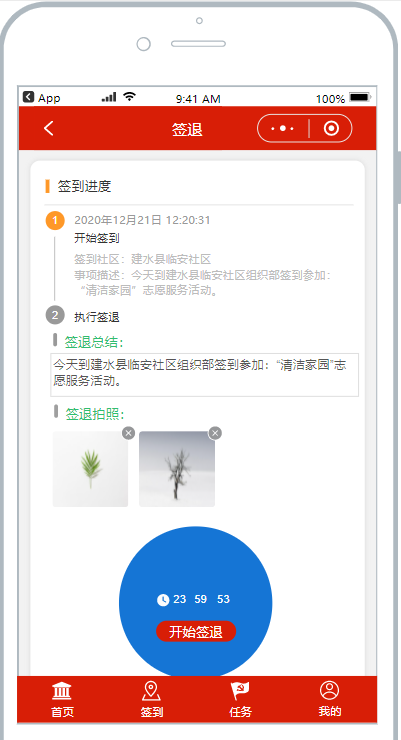 App
9:41 AM
100%
签退
签到进度
1
2020年12月21日 12:20:31
开始签到
签到社区：建水县临安社区
事项描述：今天到建水县临安社区组织部签到参加：
“清洁家园”志愿服务活动。
2
执行签退
签退总结：
今天到建水县临安社区组织部签到参加：“清洁家园”志
愿服务活动。
签退拍照：
23 59 53
开始签退
首页
签到
任务
我的